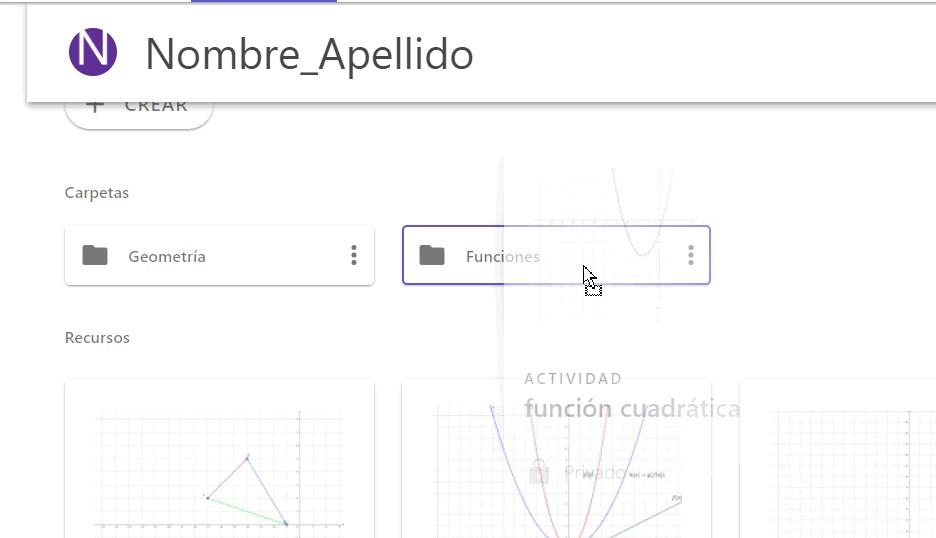 N Nombre_Apellido
+ CREAR
Carpetas
Geometría
Funciones
Recursos
ACTIVIDAD
función cuadrática
Privado